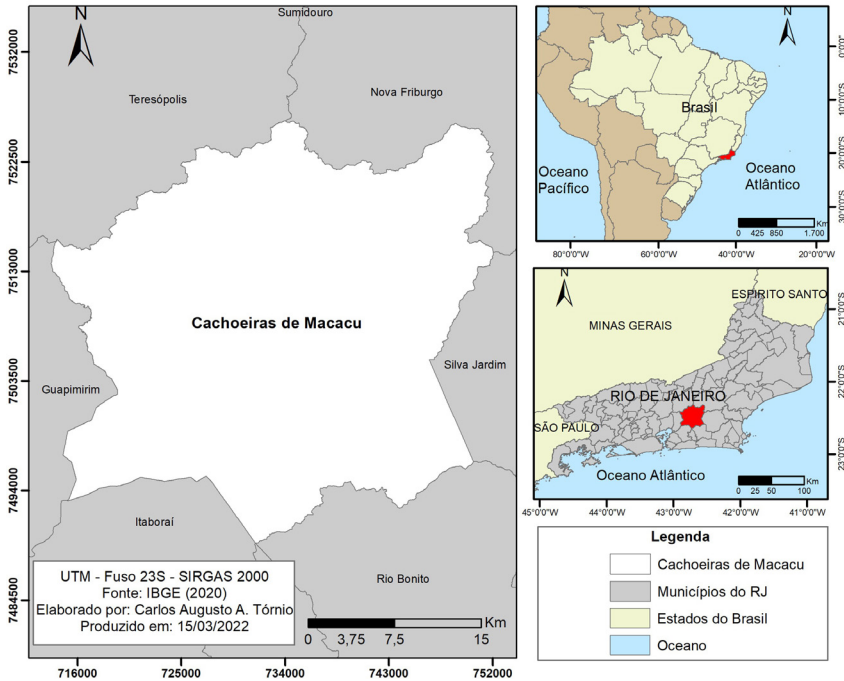 N
Sumidouro
Teresópolis
Nova Friburgo
Cachoeiras de Macacu
Silva Jardim
Guapimirim
Itaboraí
Rio Bonito
UTM - Fuso 23S - SIRGAS 2000
Fonte: IBGE (2020)
Elaborado por: Carlos Augusto A. Tórnio
Produzido em: 15/03/2022
Km
0 3,75 7,5 15
7532000
7522500
7513000
7503500
7494000
7484500
716000 725000 734000 743000 752000
N
Brasil
Oceano
Pacífico
Oceano
Atlântico
Km
0 425 850 1.700
0°0'0"
10°0'0"S
20°0'0"S
30°0'0"S
80°0'0"W 60°0'0"W 40°0'0"W 20°0'0"W
N
ESPIRITO SANTO
MINAS GERAIS
RIO DE JANEIRO
SÃO PAULO
Oceano Atlântico
Km
0 25 50 100
21°0'0"S
22°0'0"S
23°0'0"S
45°0'0"W 44°0'0"W 43°0'0"W 42°0'0"W 41°0'0"W
Legenda
Cachoeiras de Macacu
Municípios do RJ
Estados do Brasil
Oceano